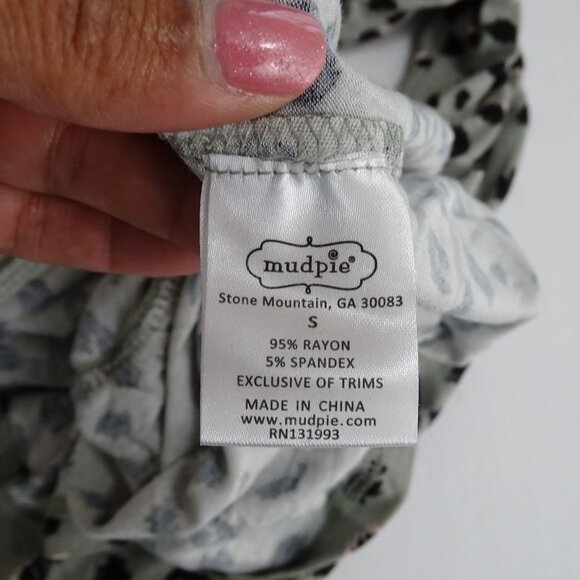 mudpie®
Stone Mountain, GA 30083
S
95% RAYON
5% SPANDEX
EXCLUSIVE OF TRIMS
MADE IN CHINA
www.mudpie.com
RN131993